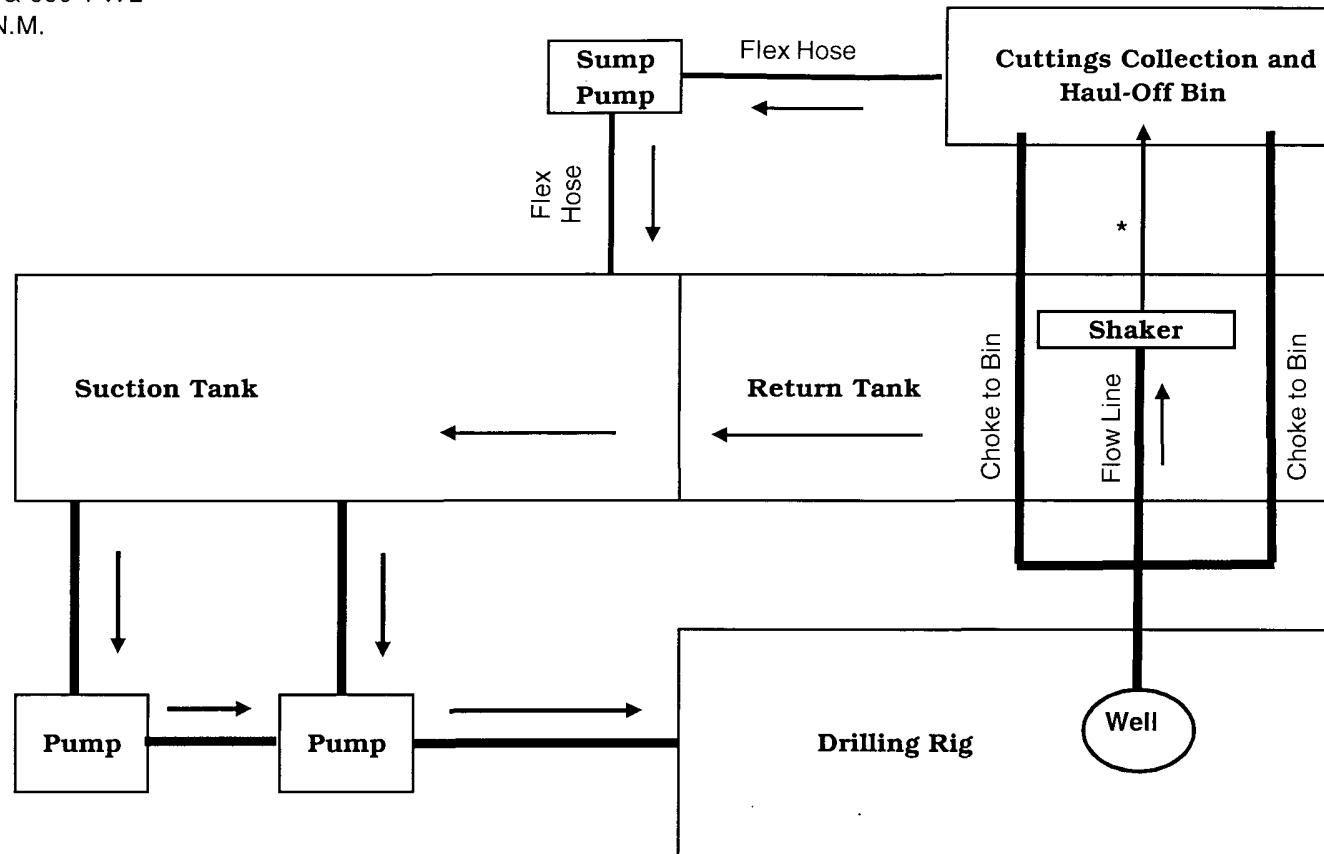 N.M.
Sump
Pump
Flex Hose
Cuttings Collection and
Haul-Off Bin
Flex
Hose
*
Shaker
Suction Tank
Return Tank
Choke to Bin
Flow Line
Choke to Bin
Pump
Pump
Drilling Rig
Well